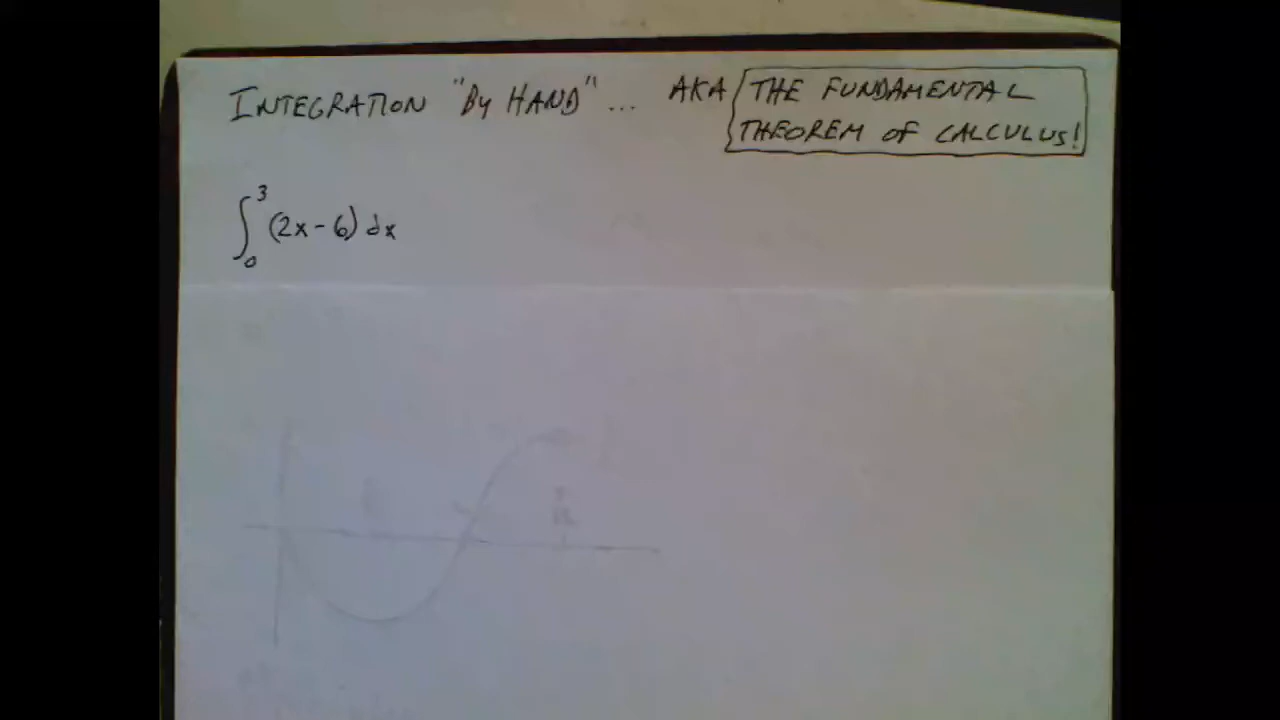 INTEGRATION "By HAND" ... AKA THE FUNDAMENTAL
THEOREM OF CALCULUS!
∫₀³ (2x - 6) dx